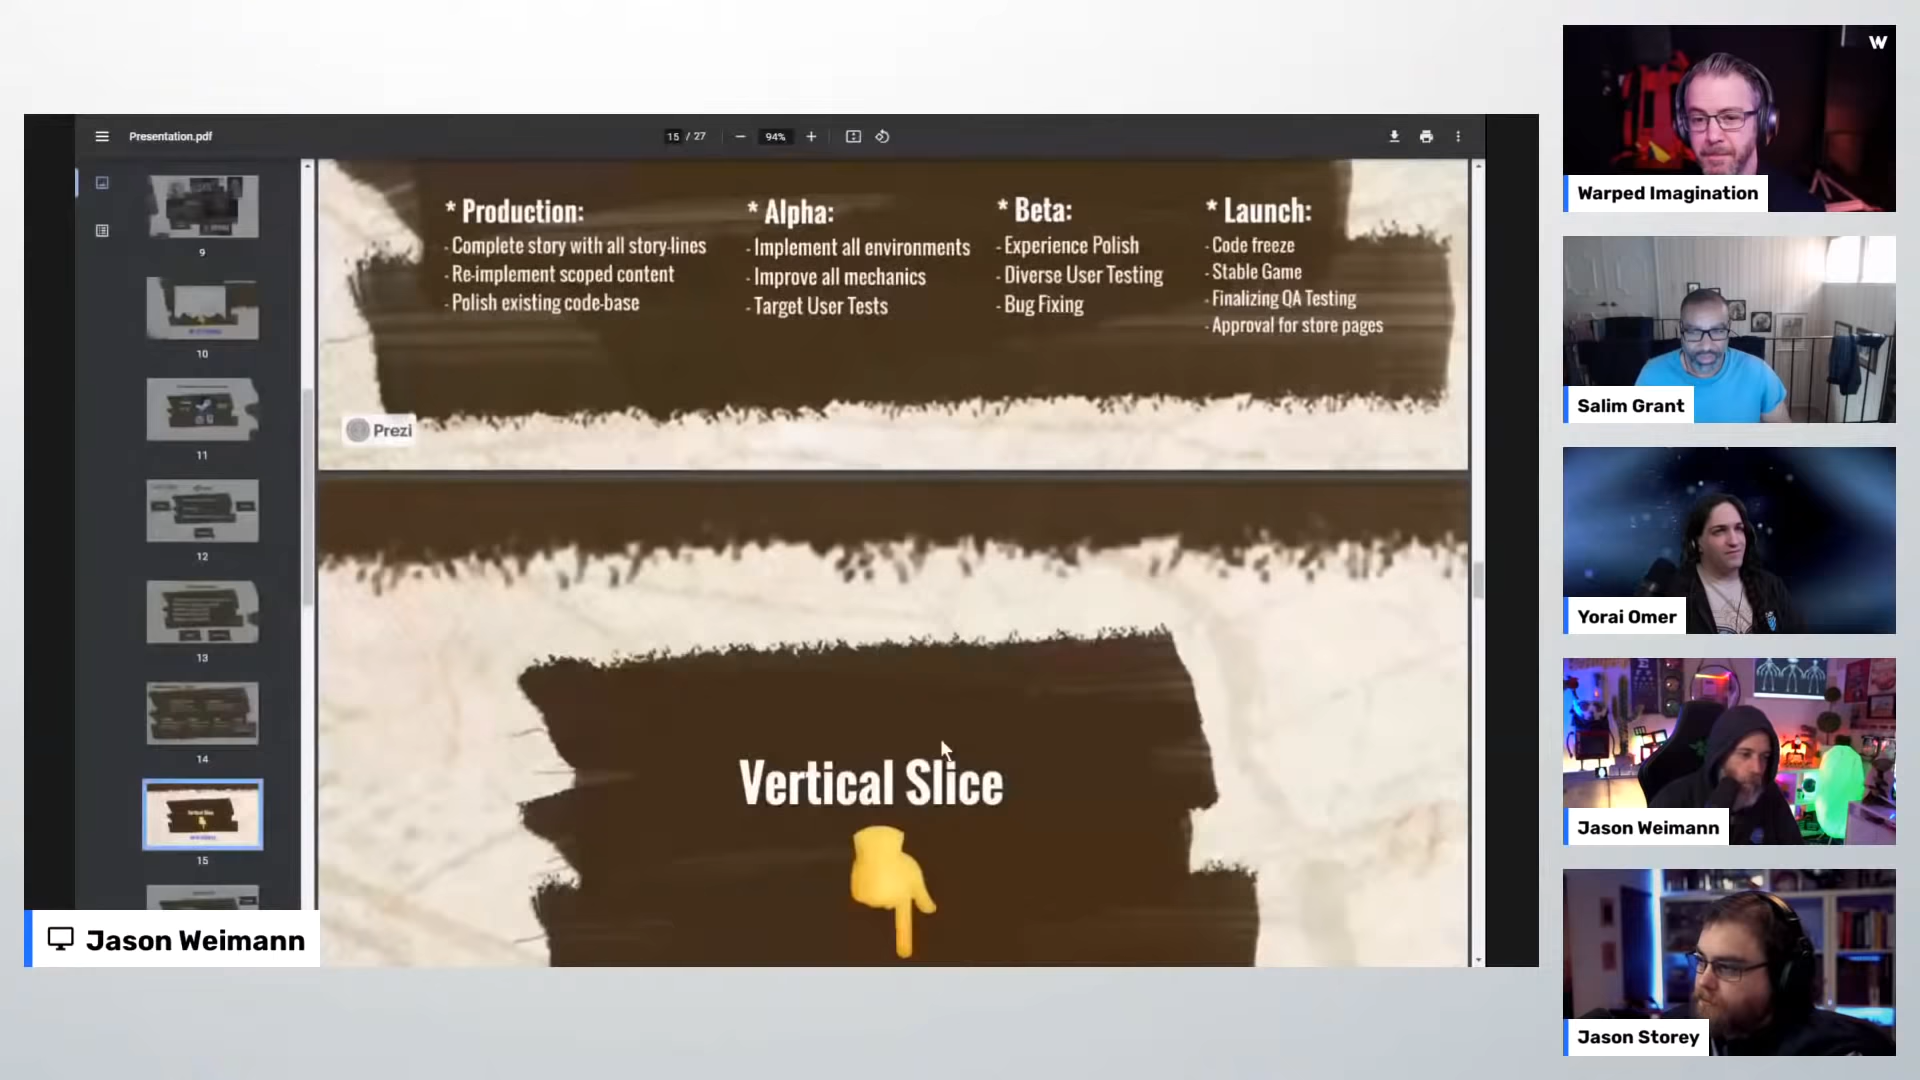 Presentation.pdf
15 / 27
94%
9
10
11
12
13
14
15
* Production:
- Complete story with all story-lines
- Re-implement scoped content
- Polish existing code-base
* Alpha:
- Implement all environments
- Improve all mechanics
- Target User Tests
* Beta:
- Experience Polish
- Diverse User Testing
- Bug Fixing
* Launch:
- Code freeze
- Stable Game
- Finalizing QA Testing
- Approval for store pages
Prezi
Vertical Slice
Jason Weimann
W
Warped Imagination
Salim Grant
Yorai Omer
Jason Weimann
Jason Storey